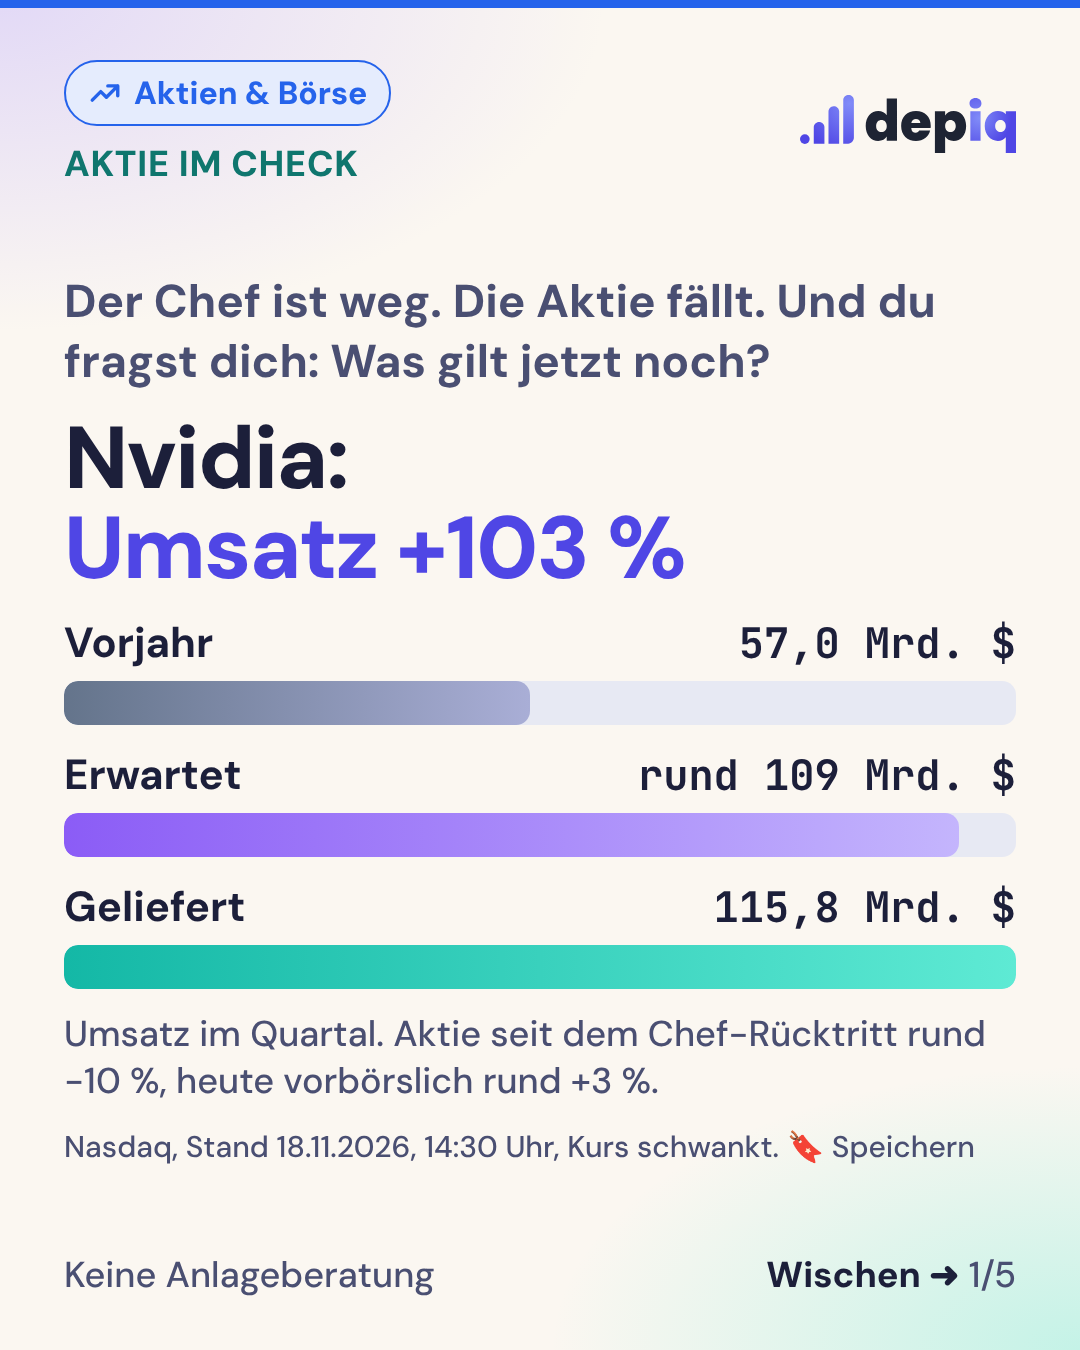 Aktien & Börse
AKTIE IM CHECK
depiq
Der Chef ist weg. Die Aktie fällt. Und du
fragst dich: Was gilt jetzt noch?
Nvidia:
Umsatz +103 %
Vorjahr 57,0 Mrd. $
Erwartet rund 109 Mrd. $
Geliefert 115,8 Mrd. $
Umsatz im Quartal. Aktie seit dem Chef-Rücktritt rund
−10 %, heute vorbörslich rund +3 %.
Nasdaq, Stand 18.11.2026, 14:30 Uhr, Kurs schwankt. 🔖 Speichern
Keine Anlageberatung
Wischen ➜ 1/5